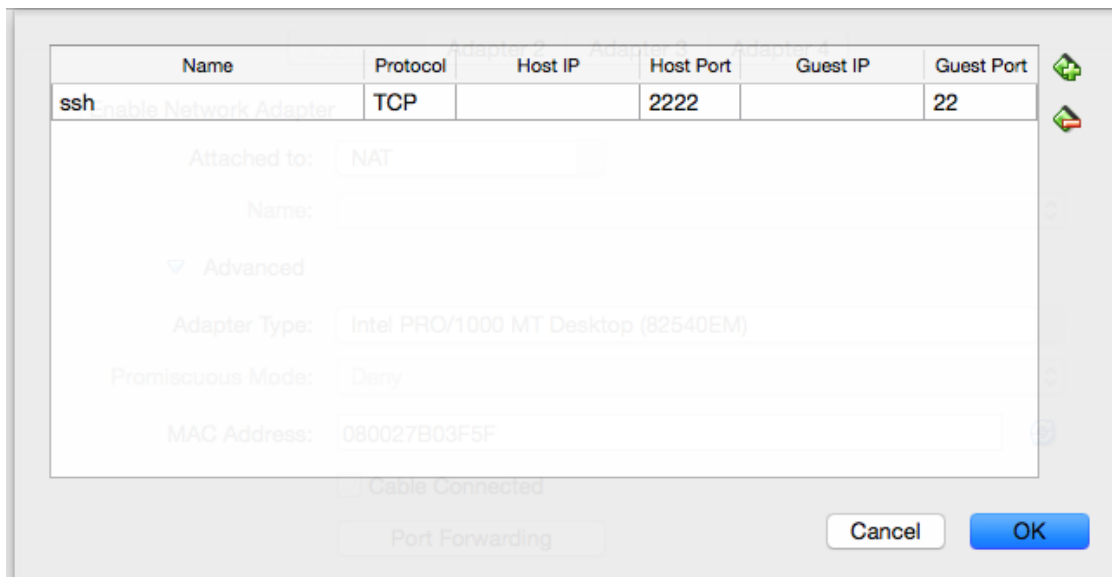 Adapter 2 Adapter 3 Adapter 4
Name Protocol Host IP Host Port Guest IP Guest Port
ssh TCP 2222 22
Enable Network Adapter
Attached to: NAT
Name:
Advanced
Adapter Type: Intel PRO/1000 MT Desktop (82540EM)
Promiscuous Mode: Deny
MAC Address: 080027B03F5F
Cable Connected
Port Forwarding
Cancel OK